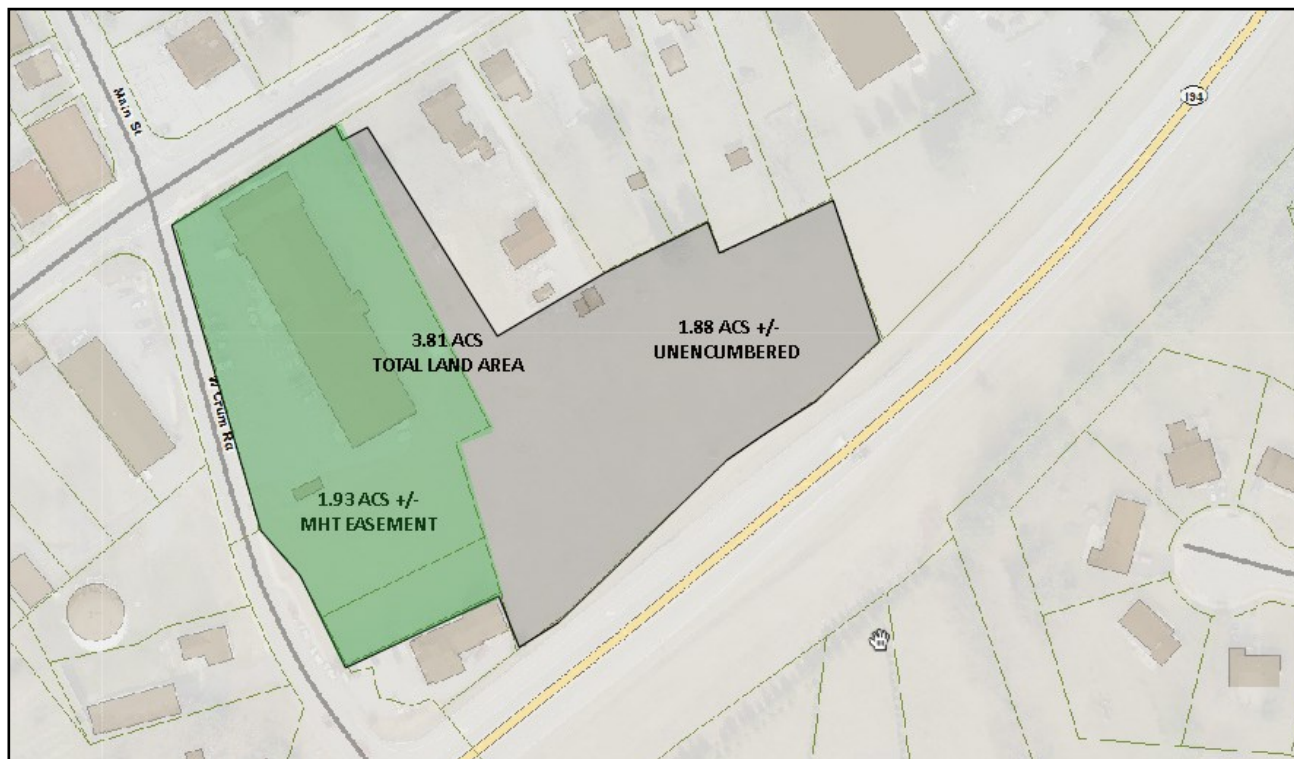 Main St
194
3.81 ACS
TOTAL LAND AREA
1.88 ACS +/-
UNENCUMBERED
W Crum Rd
1.93 ACS +/-
MHT EASEMENT